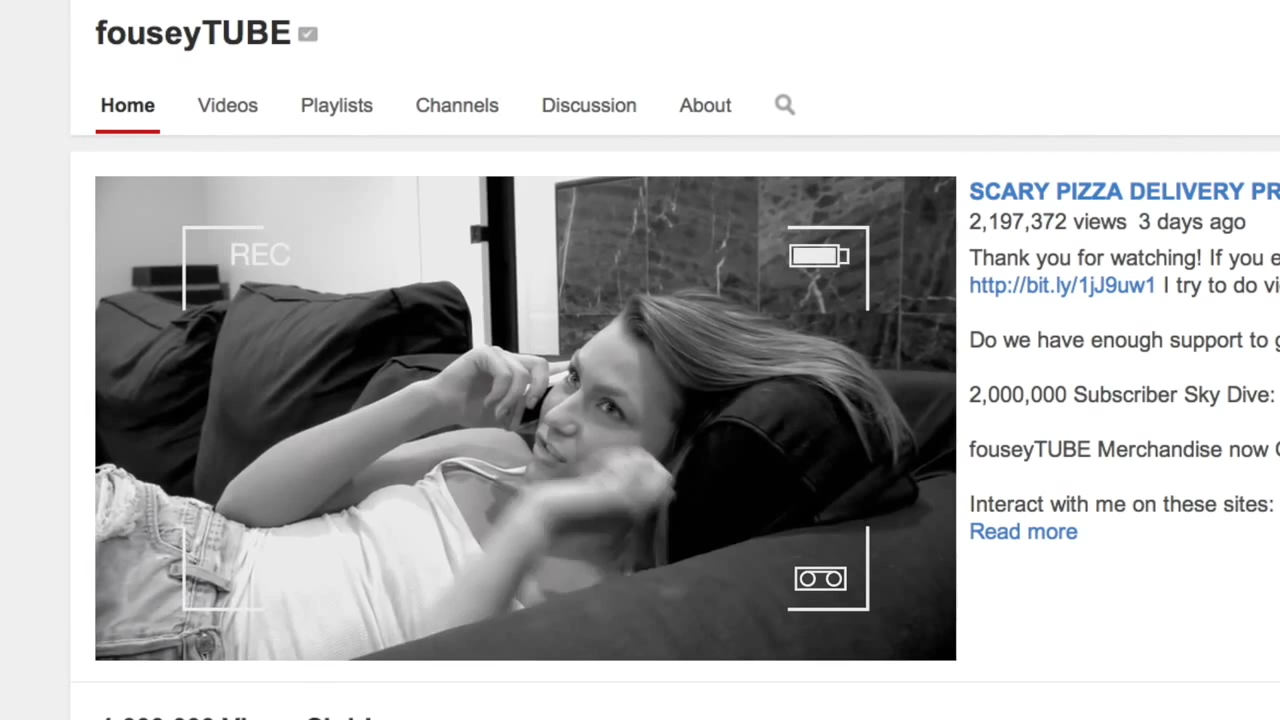 fouseyTUBE
Home Videos Playlists Channels Discussion About
REC
SCARY PIZZA DELIVERY PR
2,197,372 views 3 days ago
Thank you for watching! If you e
http://bit.ly/1jJ9uw1 I try to do vi
Do we have enough support to g
2,000,000 Subscriber Sky Dive:
fouseyTUBE Merchandise now
Interact with me on these sites:
Read more